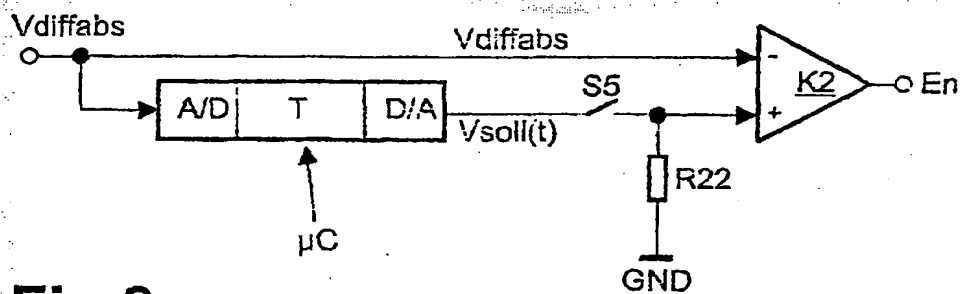 Vdiffabs
Vdiffabs
A/D T D/A
S5
Vsoll(t)
K2
-
+
En
R22
µC
GND